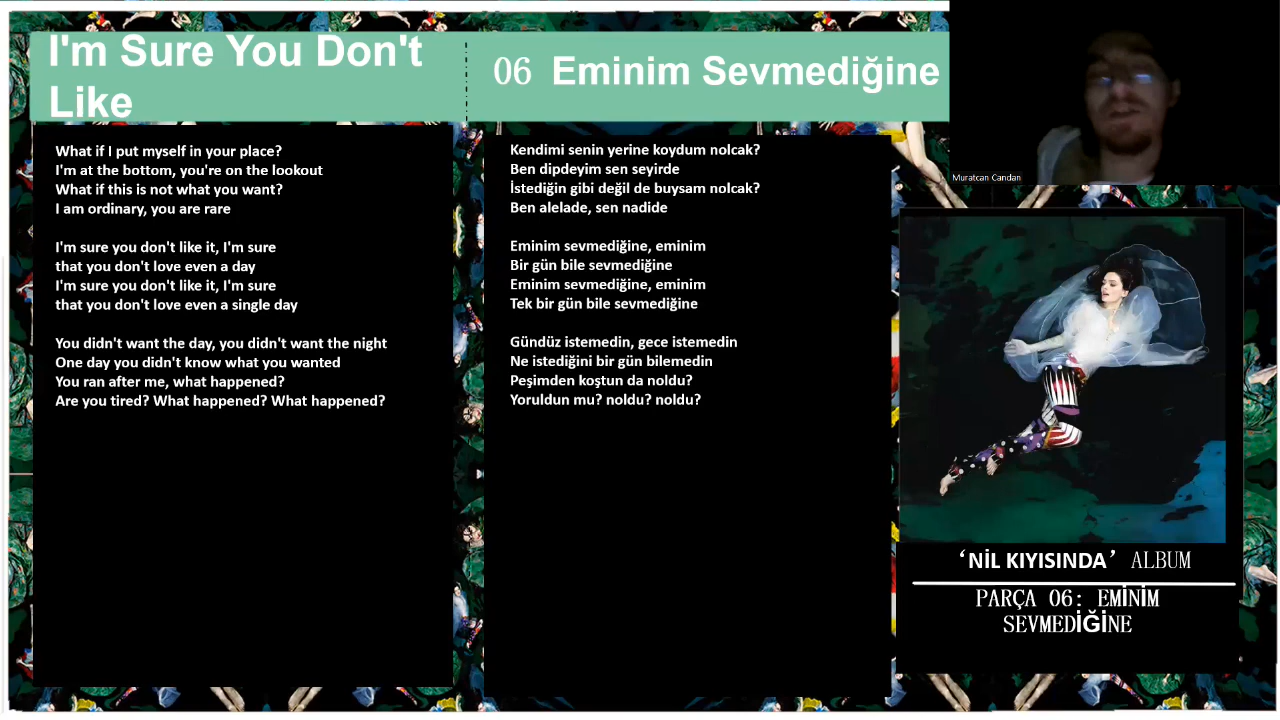 I'm Sure You Don't
Like
06 Eminim Sevmediğine
What if I put myself in your place?
I'm at the bottom, you're on the lookout
What if this is not what you want?
I am ordinary, you are rare
I'm sure you don't like it, I'm sure
that you don't love even a day
I'm sure you don't like it, I'm sure
that you don't love even a single day
You didn't want the day, you didn't want the night
One day you didn't know what you wanted
You ran after me, what happened?
Are you tired? What happened? What happened?
Kendimi senin yerine koydum nolcak?
Ben dipdeyim sen seyirde
İstediğin gibi değil de buysam nolcak?
Ben alelade, sen nadide
Eminim sevmediğine, eminim
Bir gün bile sevmediğine
Eminim sevmediğine, eminim
Tek bir gün bile sevmediğine
Gündüz istemedin, gece istemedin
Ne istediğini bir gün bilemedin
Peşimden koştun da noldu?
Yoruldun mu? noldu? noldu?
Muratcan Candan
‘NİL KIYISINDA’ ALBUM
PARÇA 06: EMİNİM
SEVMEDİĞİNE